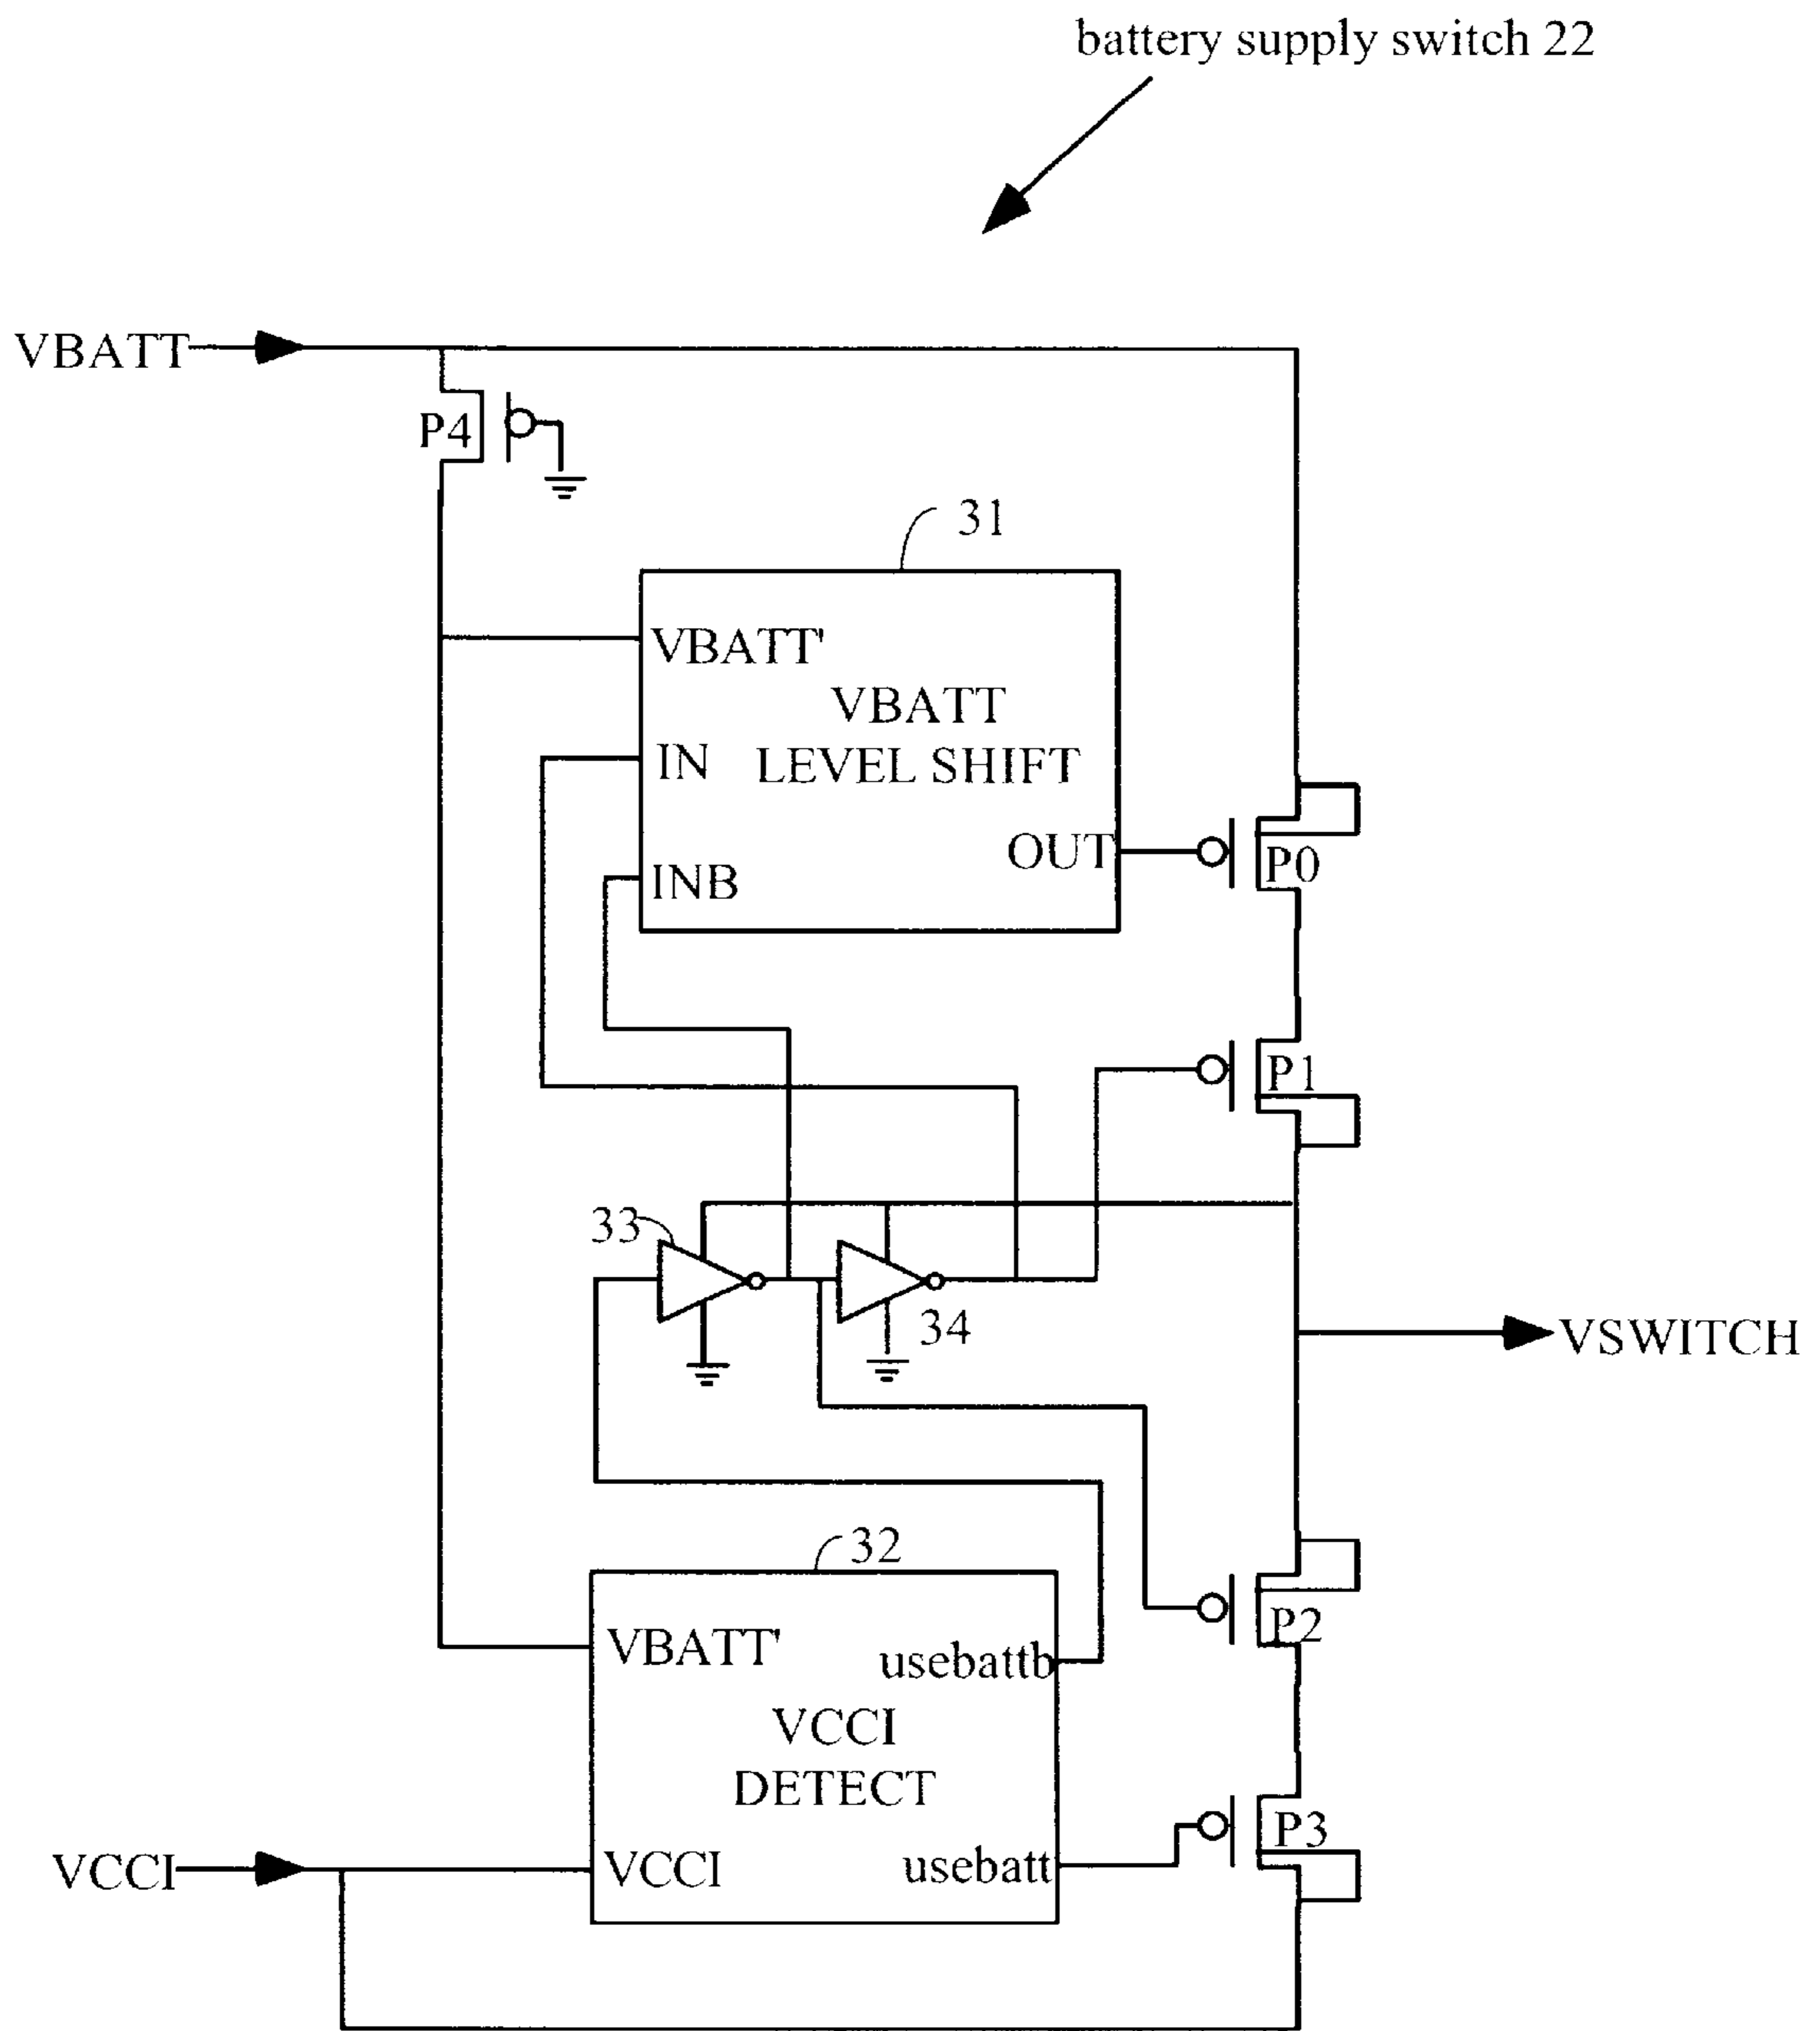 battery supply switch 22
VBATT
P4
31
VBATT'
VBATT
LEVEL SHIFT
IN
INB
OUT
P0
P1
33
34
VSWITCH
32
VBATT'
usebattb
VCCI
DETECT
P2
P3
VCCI
VCCI
usebatt